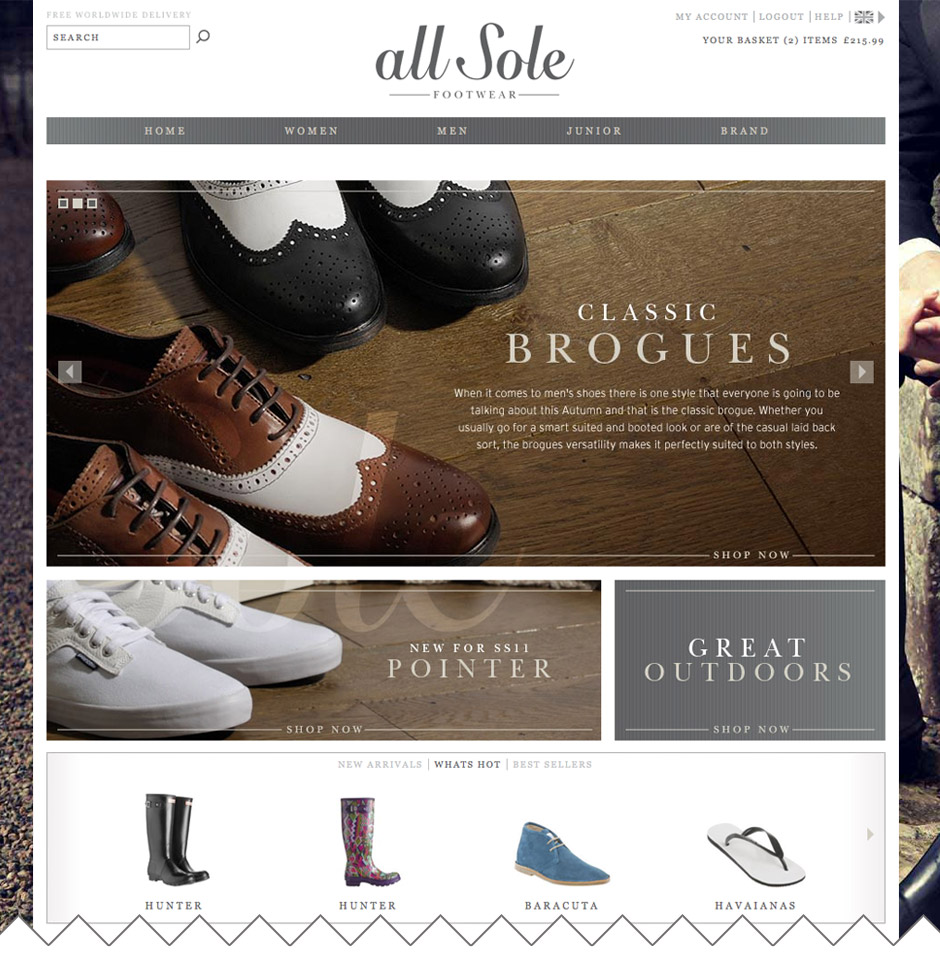 FREE WORLDWIDE DELIVERY
SEARCH
MY ACCOUNT | LOGOUT | HELP |
YOUR BASKET (2) ITEMS £215.99
all Sole
FOOTWEAR
HOME WOMEN MEN JUNIOR BRAND
CLASSIC
BROGUES
When it comes to men's shoes there is one style that everyone is going to be
talking about this Autumn and that is the classic brogue. Whether you
usually go for a smart suited and booted look or are of the casual laid back
sort, the brogues versatility makes it perfectly suited to both styles.
SHOP NOW
NEW FOR SS11
POINTER
SHOP NOW
GREAT
OUTDOORS
SHOP NOW
NEW ARRIVALS | WHATS HOT | BEST SELLERS
HUNTER HUNTER BARACUTA HAVAIANAS